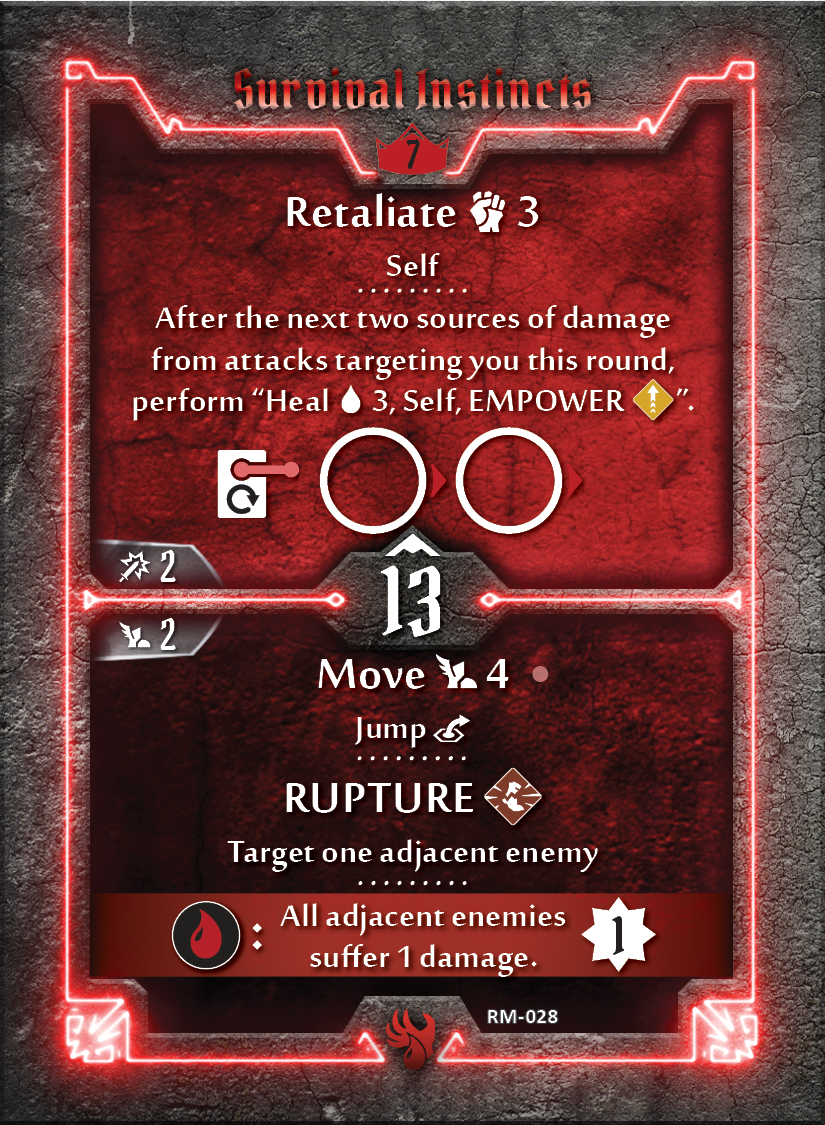 Survival Instincts
7
Retaliate 3
Self
After the next two sources of damage
from attacks targeting you this round,
perform “Heal 3, Self, EMPOWER ”.
2
13
2
Move 4
Jump
RUPTURE
Target one adjacent enemy
: All adjacent enemies
suffer 1 damage.
1
RM-028